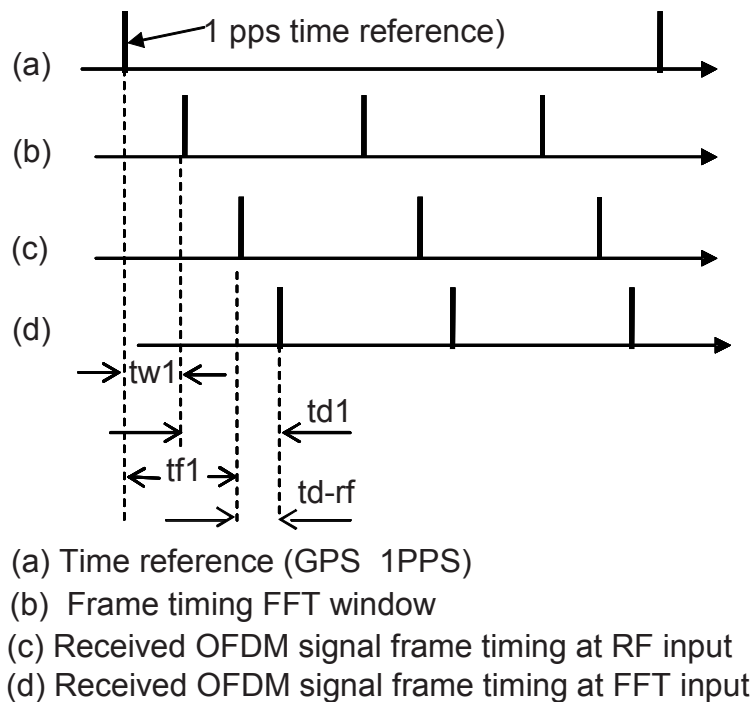 1 pps time reference)
(a)
(b)
(c)
(d)
tw1
td1
tf1
td-rf
(a) Time reference (GPS 1PPS)
(b) Frame timing FFT window
(c) Received OFDM signal frame timing at RF input
(d) Received OFDM signal frame timing at FFT input